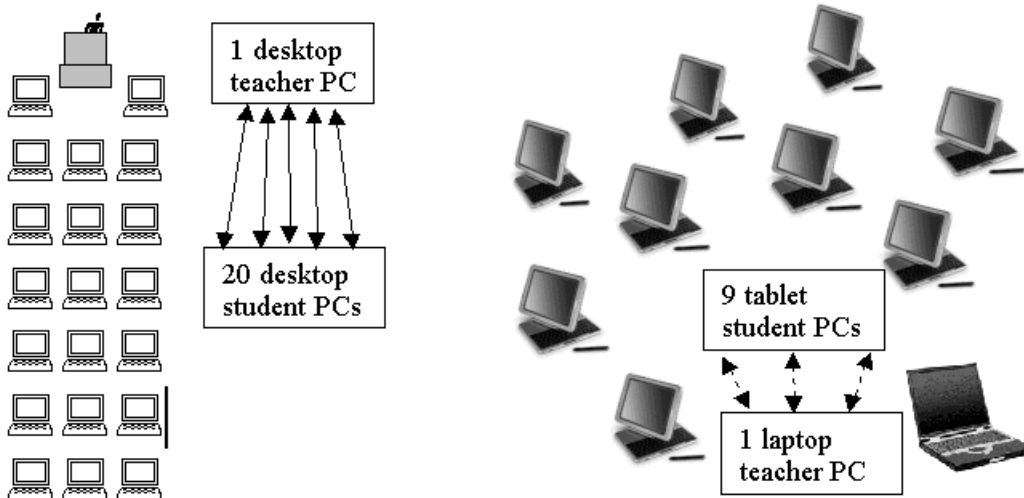 1 desktop
teacher PC
20 desktop
student PCs
9 tablet
student PCs
1 laptop
teacher PC